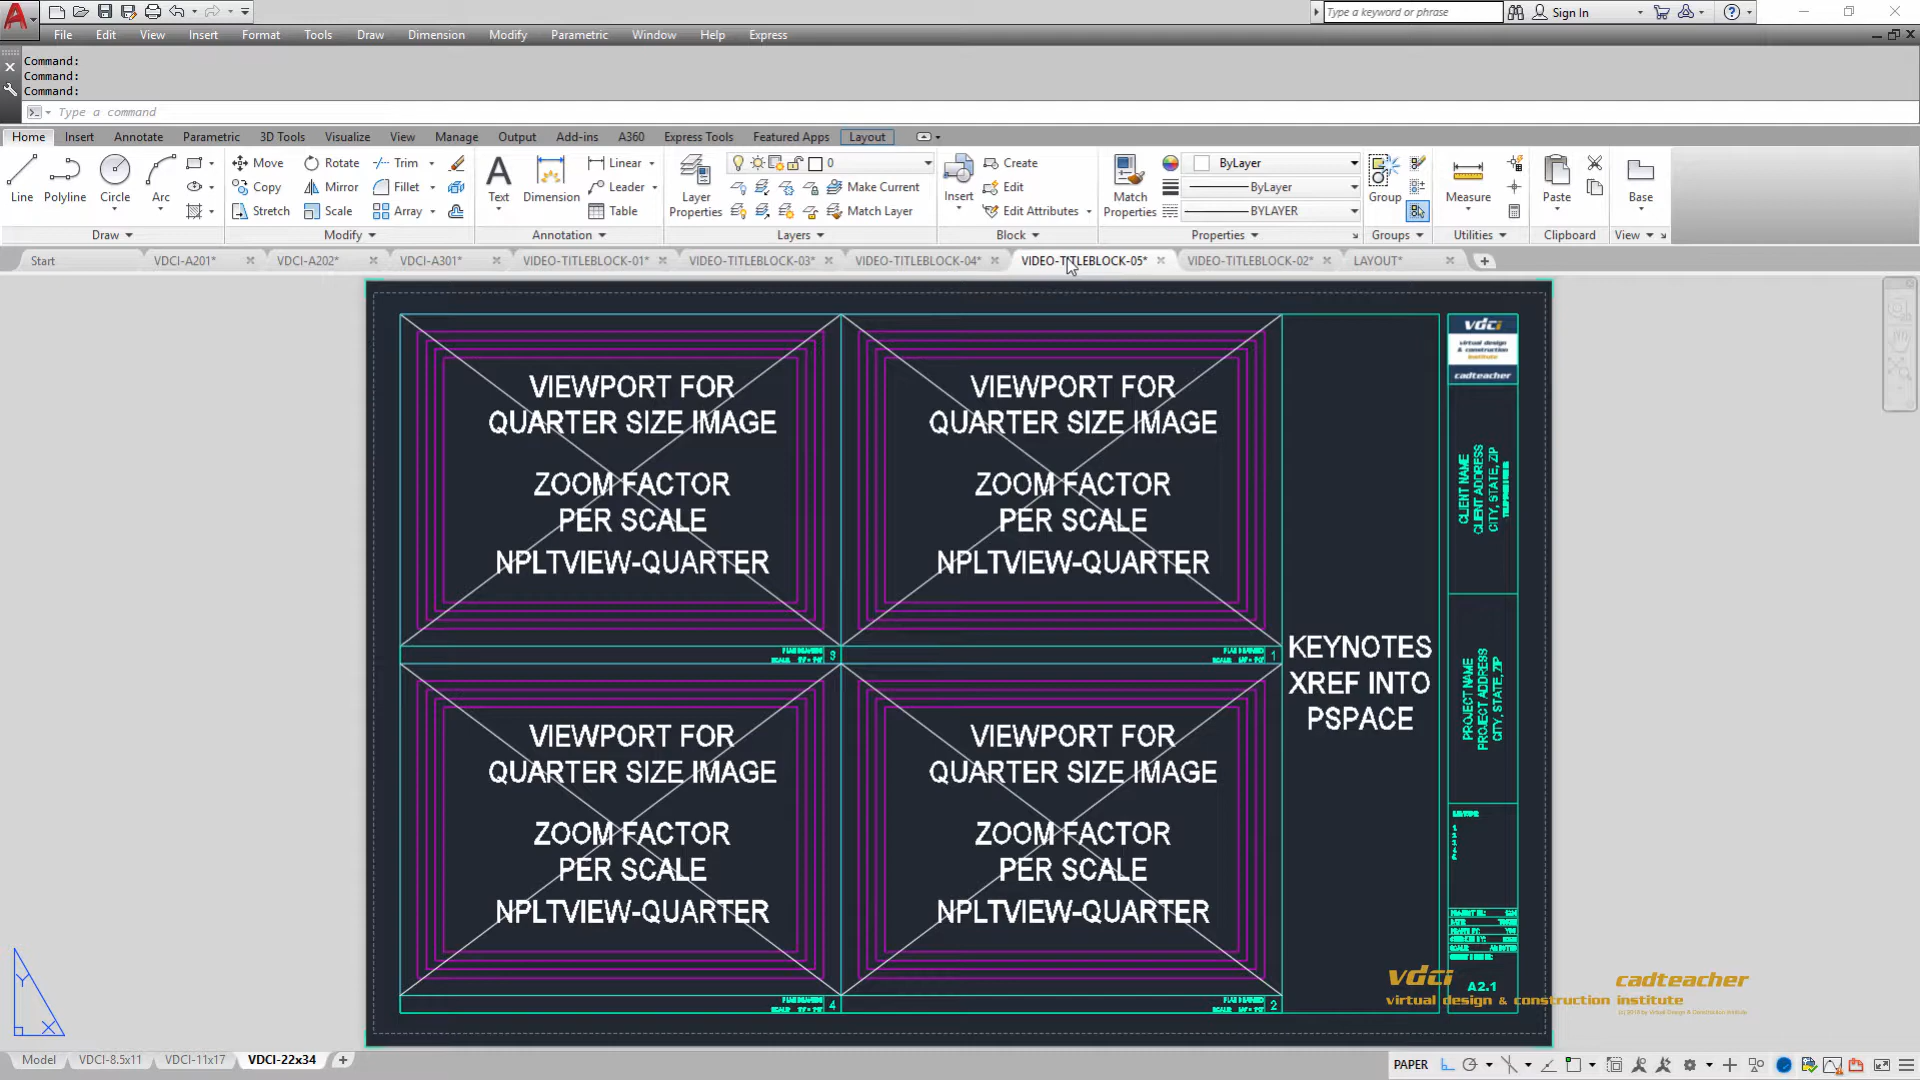 Type a keyword or phrase
Sign In
File Edit View Insert Format Tools Draw Dimension Modify Parametric Window Help Express
Command:
Command:
Command:
Type a command
Home Insert Annotate Parametric 3D Tools Visualize View Manage Output Add-ins A360 Express Tools Featured Apps Layout
Line Polyline Circle Arc
Move Rotate Trim
Copy Mirror Fillet
Stretch Scale Array
Text Dimension
Linear
Leader
Table
Layer Properties
0
Make Current
Match Layer
Insert
Create
Edit
Edit Attributes
Match Properties
ByLayer
ByLayer
BYLAYER
Group Measure Paste Base
Draw Modify Annotation Layers Block Properties Groups Utilities Clipboard View
Start VDCI-A201* VDCI-A202* VDCI-A301* VIDEO-TITLEBLOCK-01* VIDEO-TITLEBLOCK-03* VIDEO-TITLEBLOCK-04* VIDEO-TITLEBLOCK-05* VIDEO-TITLEBLOCK-02* LAYOUT*
VIEWPORT FOR
QUARTER SIZE IMAGE
ZOOM FACTOR
PER SCALE
NPLTVIEW-QUARTER
3
VIEWPORT FOR
QUARTER SIZE IMAGE
ZOOM FACTOR
PER SCALE
NPLTVIEW-QUARTER
1
VIEWPORT FOR
QUARTER SIZE IMAGE
ZOOM FACTOR
PER SCALE
NPLTVIEW-QUARTER
4
VIEWPORT FOR
QUARTER SIZE IMAGE
ZOOM FACTOR
PER SCALE
NPLTVIEW-QUARTER
2
KEYNOTES
XREF INTO
PSPACE
vdci
virtual design
& construction
institute
cadteacher
CLIENT NAME
CLIENT ADDRESS
CITY, STATE, ZIP
PROJECT NAME
PROJECT ADDRESS
CITY, STATE, ZIP
A2.1
vdci
virtual design & construction institute
cadteacher
Model VDCI-8.5x11 VDCI-11x17 VDCI-22x34
PAPER
Y
X